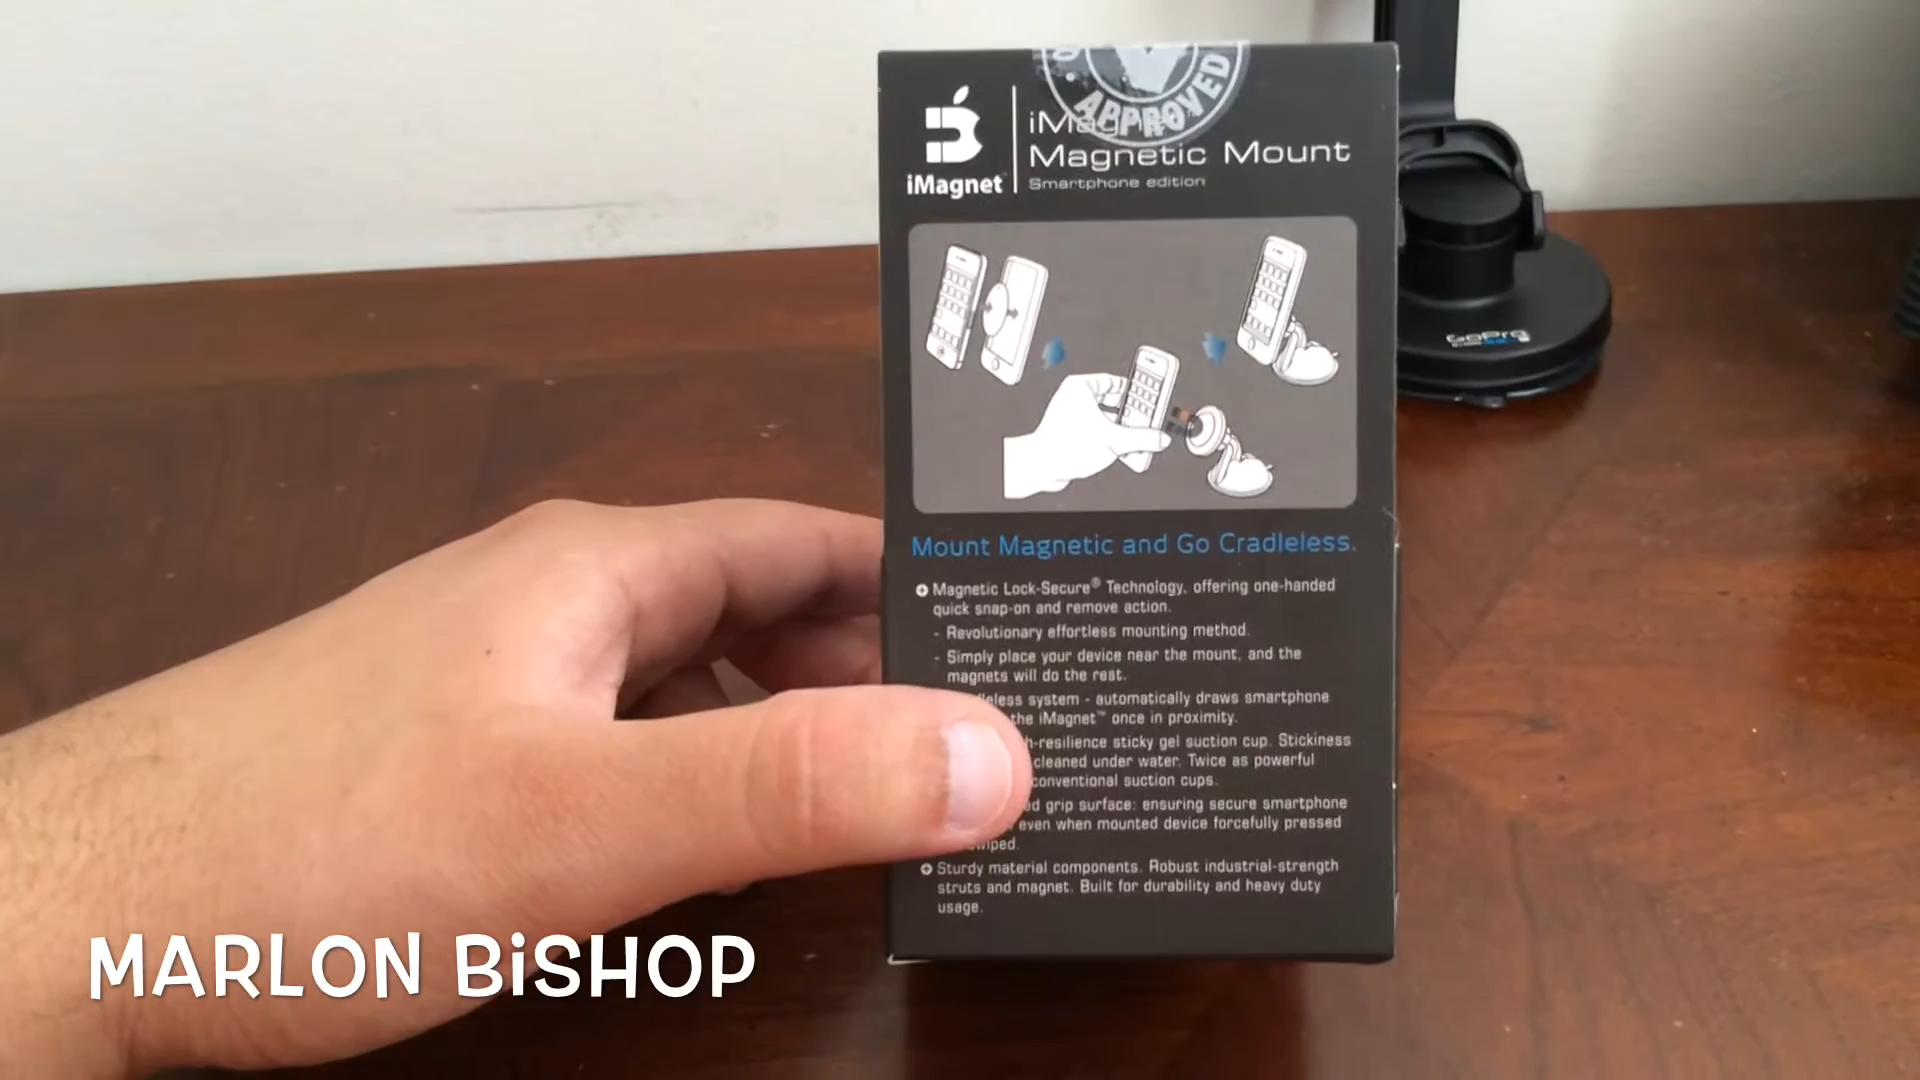 APPROVED
iMagnet
Magnetic Mount
Smartphone edition
iMagnet
GoPro
Mount Magnetic and Go Cradleless.
Magnetic Lock-Secure® Technology, offering one-handed
quick snap-on and remove action.
- Revolutionary effortless mounting method.
- Simply place your device near the mount, and the
magnets will do the rest.
system - automatically draws smartphone
the iMagnet™ once in proximity.
sticky gel suction cup. Stickiness
cleaned under water. Twice as powerful
conventional suction cups.
grip surface: ensuring secure smartphone
even when mounted device forcefully pressed
Sturdy material components. Robust industrial-strength
struts and magnet. Built for durability and heavy duty
usage.
MARLON BiSHOP